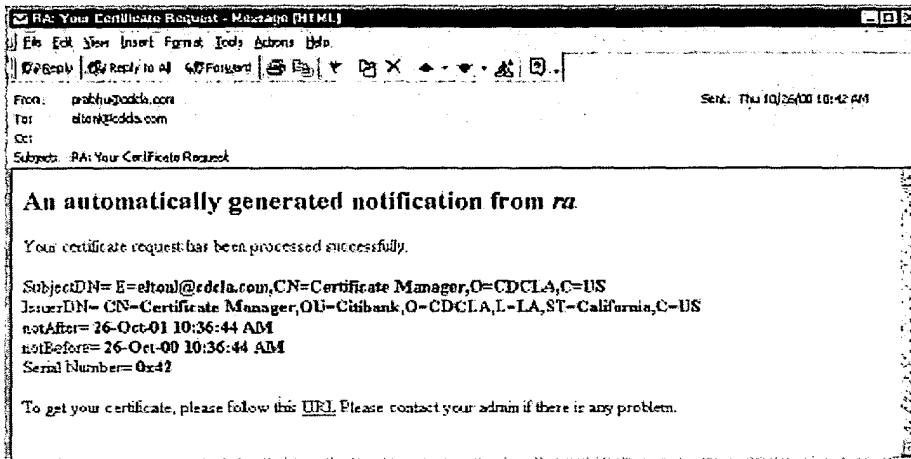 RA: Your Certificate Request - Message (HTML)
File Edit View Insert Format Tools Actions Help
Reply Reply to All Forward
From: prabhu@cdcla.com Sent: Thu 10/26/00 10:42 AM
To:
Cc:
Subject: RA: Your Certificate Request
An automatically generated notification from ra.
Your certificate request has been processed successfully.
SubjectDN= E=eltonl@cdcla.com,CN=Certificate Manager,O=CDCLA,C=US
IssuerDN= CN=Certificate Manager,OU=Citibank,O=CDCLA,L=LA,ST=California,C=US
notAfter= 26-Oct-01 10:36:44 AM
notBefore= 26-Oct-00 10:36:44 AM
Serial Number= 0x42
To get your certificate, please follow this URL Please contact your admin if there is any problem.